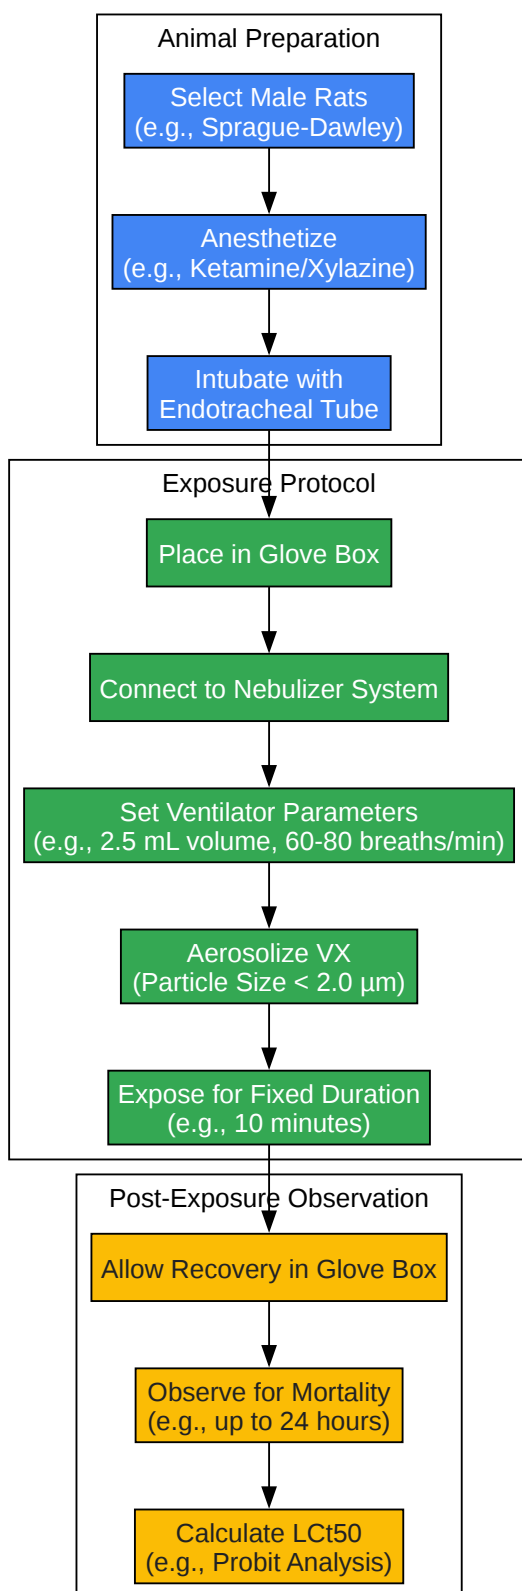 Animal Preparation
Select Male Rats
(e.g., Sprague-Dawley)
Anesthetize
(e.g., Ketamine/Xylazine)
Intubate with
Endotracheal Tube
Exposure Protocol
Place in Glove Box
Connect to Nebulizer System
Set Ventilator Parameters
(e.g., 2.5 mL volume, 60-80 breaths/min)
Aerosolize VX
(Particle Size < 2.0 µm)
Expose for Fixed Duration
(e.g., 10 minutes)
Post-Exposure Observation
Allow Recovery in Glove Box
Observe for Mortality
(e.g., up to 24 hours)
Calculate LCt50
(e.g., Probit Analysis)